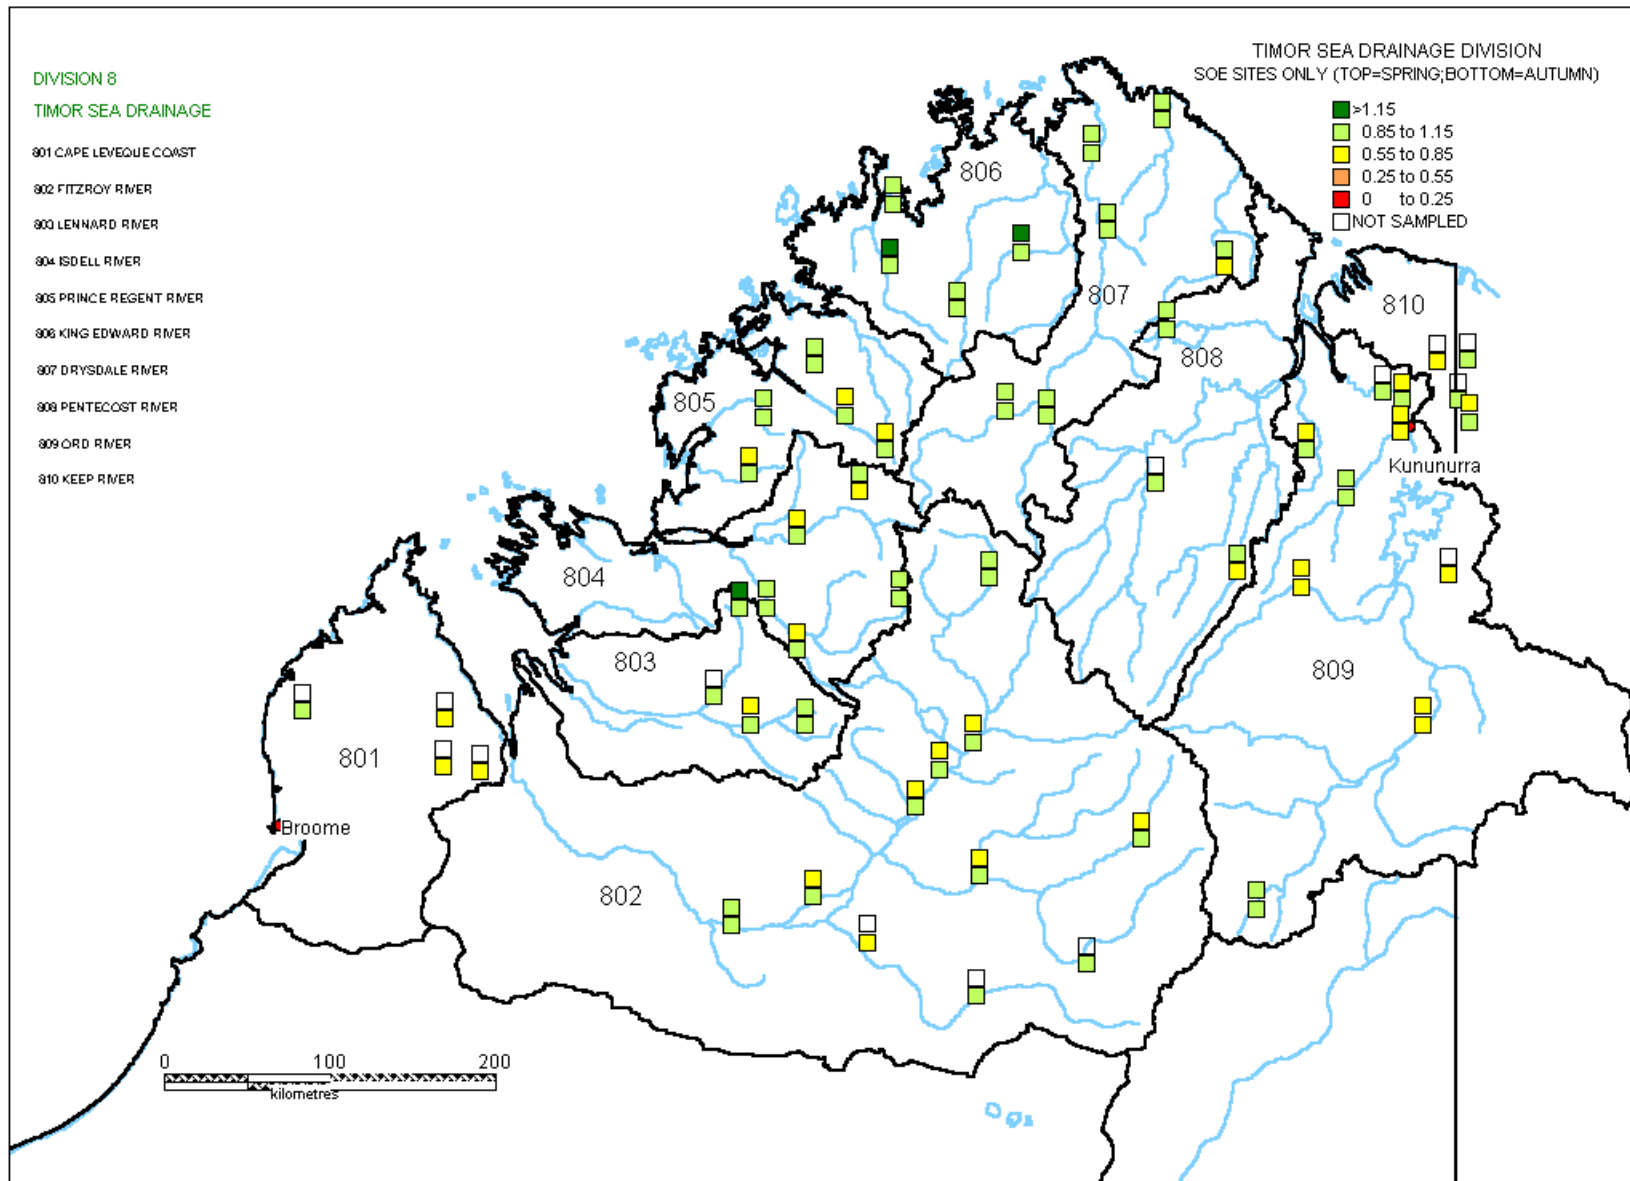 TIMOR SEA DRAINAGE DIVISION
SOE SITES ONLY (TOP=SPRING;BOTTOM=AUTUMN)
>1.15
0.85 to 1.15
0.55 to 0.85
0.25 to 0.55
0 to 0.25
NOT SAMPLED
DIVISION 8
TIMOR SEA DRAINAGE
801 CAPE LEVEQUE COAST
802 FITZROY RIVER
803 LENNARD RIVER
804 ISDELL RIVER
805 PRINCE REGENT RIVER
806 KING EDWARD RIVER
807 DRYSDALE RIVER
808 PENTECOST RIVER
809 ORD RIVER
810 KEEP RIVER
806
807
810
808
805
Kununurra
804
803
809
801
Broome
802
0 100 200
kilometres